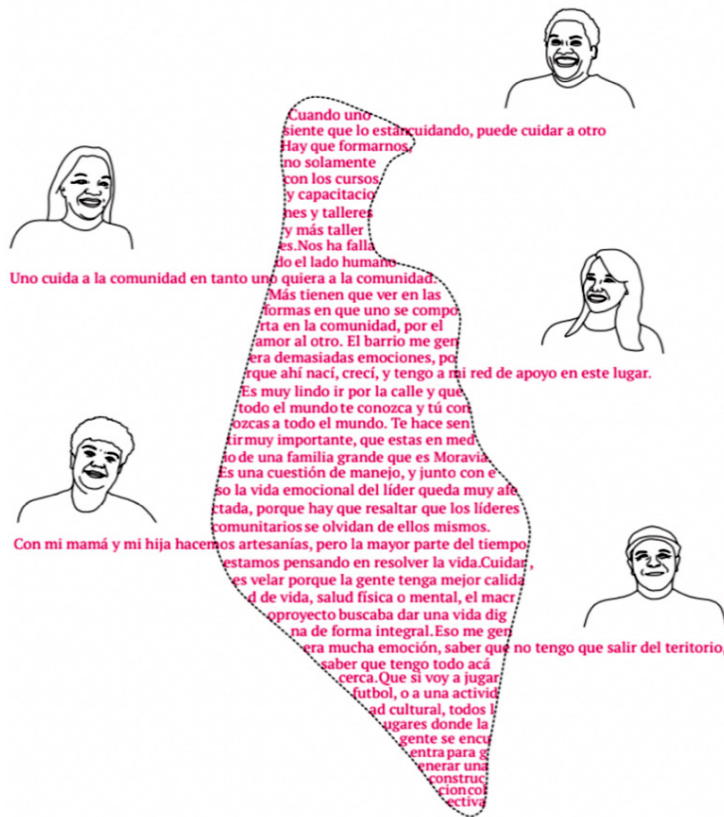 Cuando uno
siente que lo estancuidando, puede cuidar a otro
Hay que formarnos,
no solamente
con los cursos
y capacitacio
nes y talleres
y más taller
es.Nos ha falla
do el lado humano
Uno cuida a la comunidad en tanto uno quiera a la comunidad.
Más tienen que ver en las
formas en que uno se compo
rta en la comunidad, por el
amor al otro. El barrio me gen
era demasiadas emociones, po
rque ahí nací, crecí, y tengo a mi red de apoyo en este lugar.
Es muy lindo ir por la calle y que
todo el mundo te conozca y tú con
ozcas a todo el mundo. Te hace sen
tir muy importante, que estas en med
io de una familia grande que es Moravia.
Es una cuestión de manejo, y junto con e
so la vida emocional del líder queda muy afe
ctada, porque hay que resaltar que los líderes
comunitarios se olvidan de ellos mismos.
Con mi mamá y mi hija hacemos artesanías, pero la mayor parte del tiempo
estamos pensando en resolver la vida.Cuidar,
es velar porque la gente tenga mejor calida
d de vida, salud física o mental, el macr
oproyecto buscaba dar una vida dig
na de forma integral.Eso me gen
era mucha emoción, saber que no tengo que salir del teritorio,
saber que tengo todo acá
cerca.Que si voy a jugar
futbol, o a una activid
ad cultural, todos l
ugares donde la
gente se encu
entra para g
enerar una
construc
cion col
ectiva